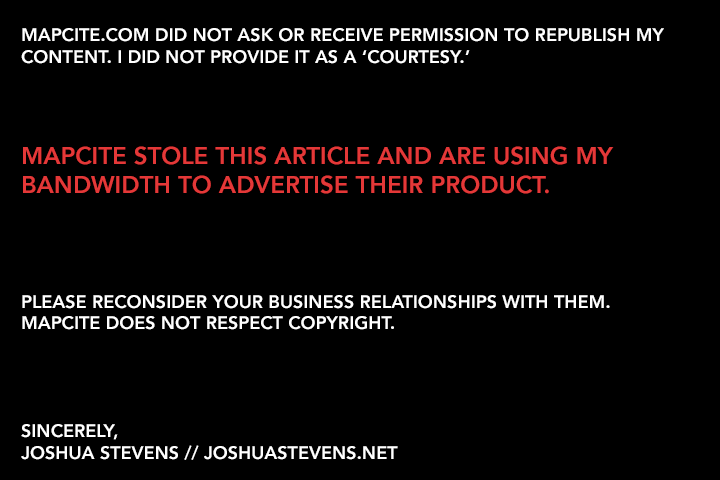 MAPCITE.COM DID NOT ASK OR RECEIVE PERMISSION TO REPUBLISH MY
CONTENT. I DID NOT PROVIDE IT AS A ‘COURTESY.’
MAPCITE STOLE THIS ARTICLE AND ARE USING MY
BANDWIDTH TO ADVERTISE THEIR PRODUCT.
PLEASE RECONSIDER YOUR BUSINESS RELATIONSHIPS WITH THEM.
MAPCITE DOES NOT RESPECT COPYRIGHT.
SINCERELY,
JOSHUA STEVENS // JOSHUASTEVENS.NET